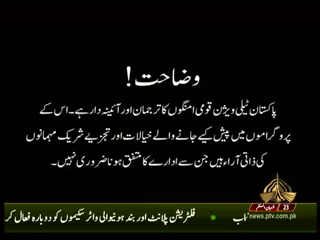 وضاحت!
پاکستان ٹیلی ویژن قومی امنگوں کا ترجمان اور آئینہ دار ہے۔ اس کے
پروگراموں میں پیش کیے جانے والے خیالات اور تجزیے شریک مہمانوں
کی ذاتی آراء ہیں جن سے ادارے کا متفق ہونا ضروری نہیں۔
23
news.ptv.com.pk
فلٹریشن پلانٹ اور بند ہونیوالی واٹر سکیموں کو دوبارہ فعال کر